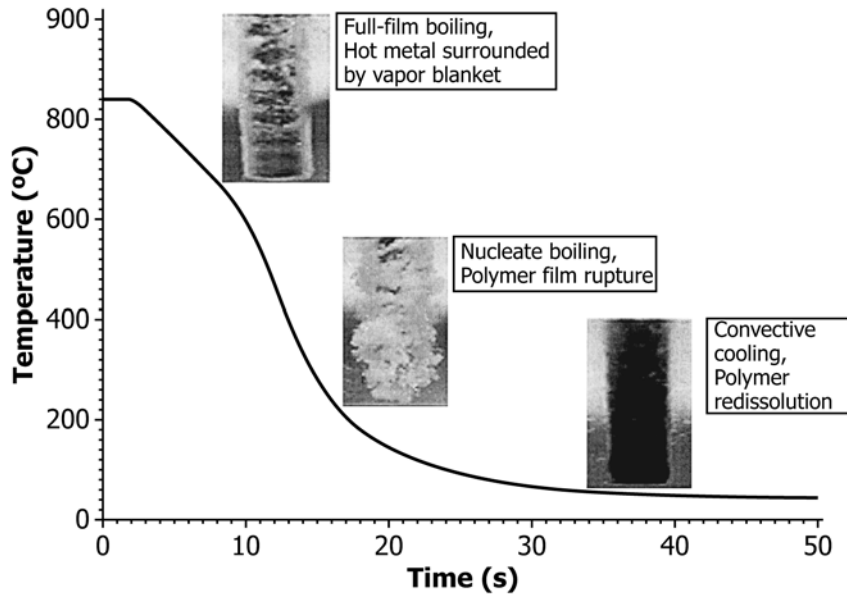 900
800
600
400
200
0
Temperature (ºC)
Full-film boiling,
Hot metal surrounded
by vapor blanket
Nucleate boiling,
Polymer film rupture
Convective
cooling,
Polymer
redissolution
0 10 20 30 40 50
Time (s)